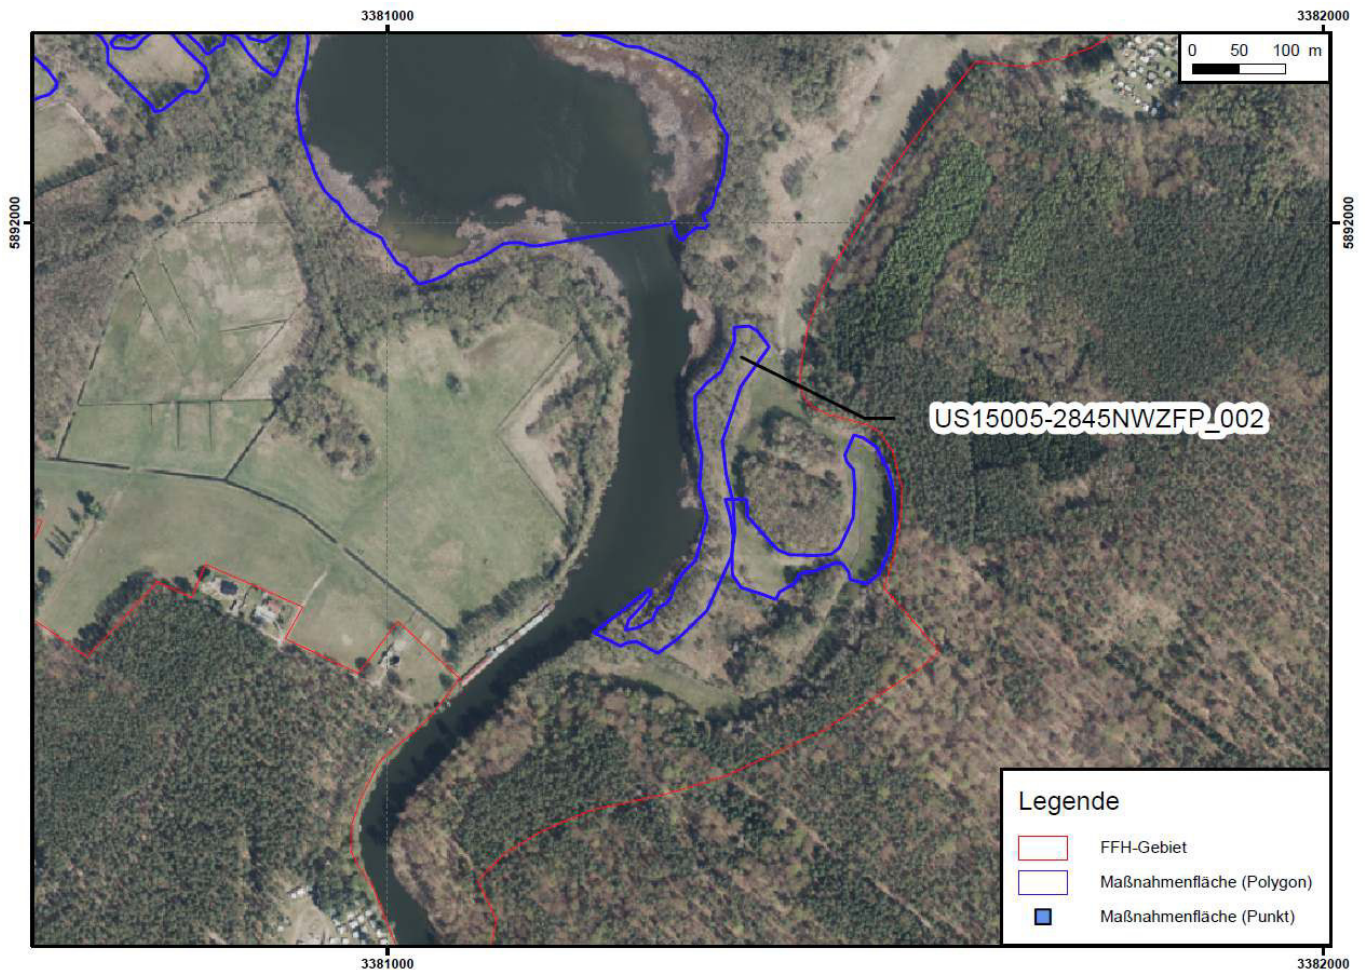 3381000
3382000
0 50 100 m
5892000
5892000
US15005-2845NWZFP_002
Legende
FFH-Gebiet
Maßnahmenfläche (Polygon)
Maßnahmenfläche (Punkt)
3381000
3382000